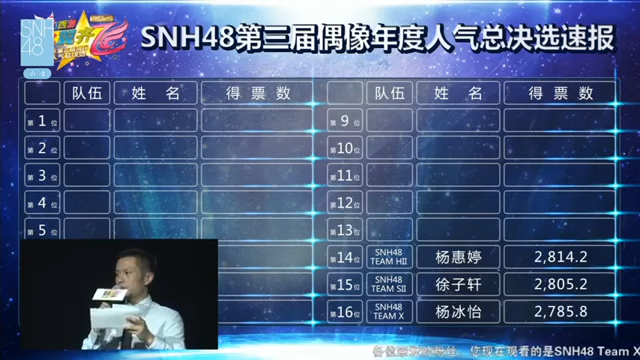 SNH48第三届偶像年度人气总决选速报
SNH
48
队伍 姓 名 得 票 数
队伍 姓 名 得 票 数
第1位
第2位
第3位
第4位
第5位
第9位
第10位
第11位
第12位
第13位
第14位 SNH48 TEAM HII 杨惠婷 2,814.2
第15位 SNH48 TEAM SII 徐子轩 2,805.2
第16位 SNH48 TEAM X 杨冰怡 2,785.8
您现在观看的是SNH48 Team X